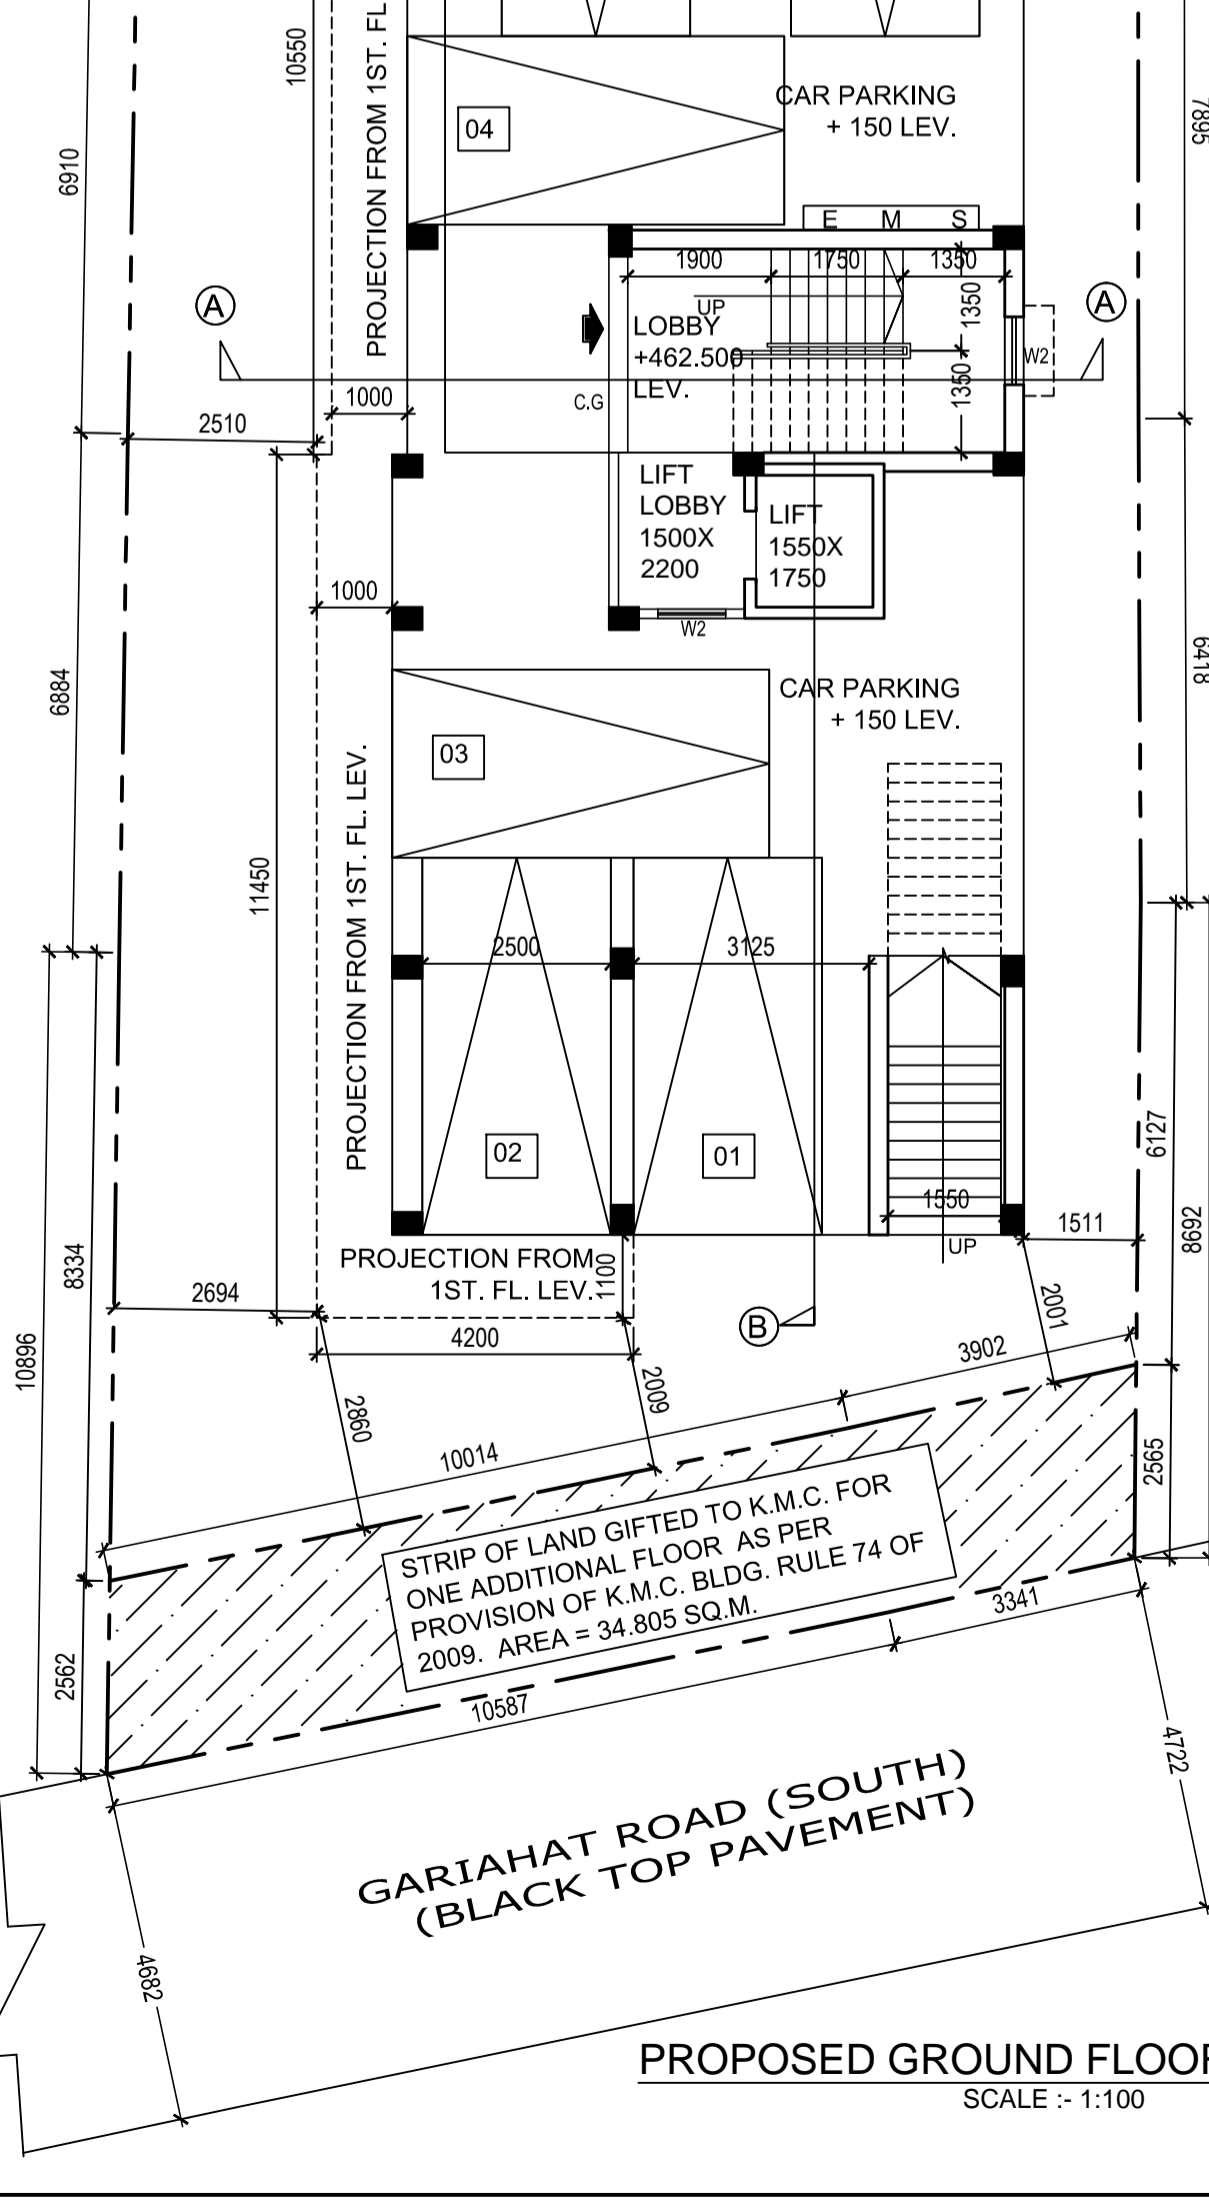 10550
PROJECTION FROM 1ST. FL
6910
04
CAR PARKING
+ 150 LEV.
7895
E M S
1900
1750
1350
A
UP
LOBBY
+462.500
LEV.
1350
A
W2
1350
C.G
1000
2510
LIFT
LOBBY
1500X
2200
LIFT
1550X
1750
1000
W2
6418
6884
CAR PARKING
+ 150 LEV.
03
PROJECTION FROM 1ST. FL. LEV.
11450
2500
3125
02
01
6127
1550
1511
UP
8692
8334
PROJECTION FROM
1ST. FL. LEV.
1100
2694
2001
B
4200
3902
10896
2860
2009
10014
2565
STRIP OF LAND GIFTED TO K.M.C. FOR
ONE ADDITIONAL FLOOR AS PER
PROVISION OF K.M.C. BLDG. RULE 74 OF
2009. AREA = 34.805 SQ.M.
3341
2562
10587
4722
GARIAHAT ROAD (SOUTH)
(BLACK TOP PAVEMENT)
4682
PROPOSED GROUND FLOOR
SCALE :- 1:100